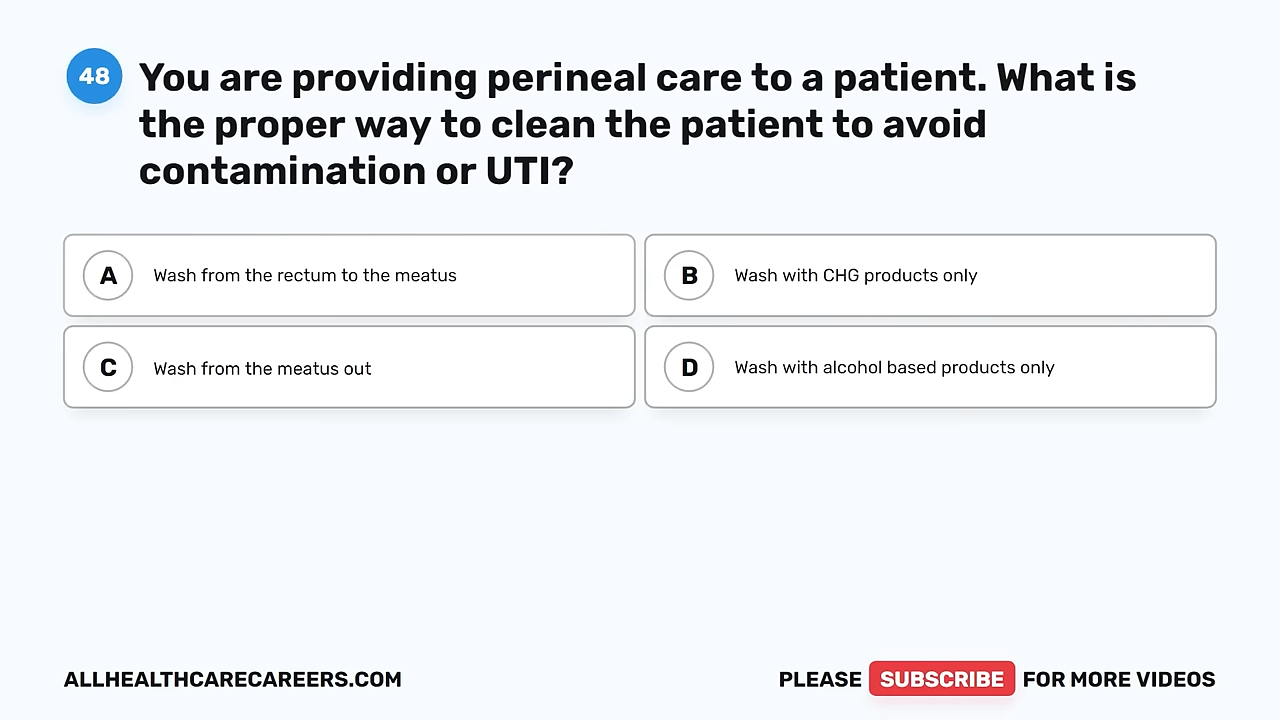 48
You are providing perineal care to a patient. What is
the proper way to clean the patient to avoid
contamination or UTI?
A Wash from the rectum to the meatus
B Wash with CHG products only
C Wash from the meatus out
D Wash with alcohol based products only
ALLHEALTHCARECAREERS.COM
PLEASE SUBSCRIBE FOR MORE VIDEOS